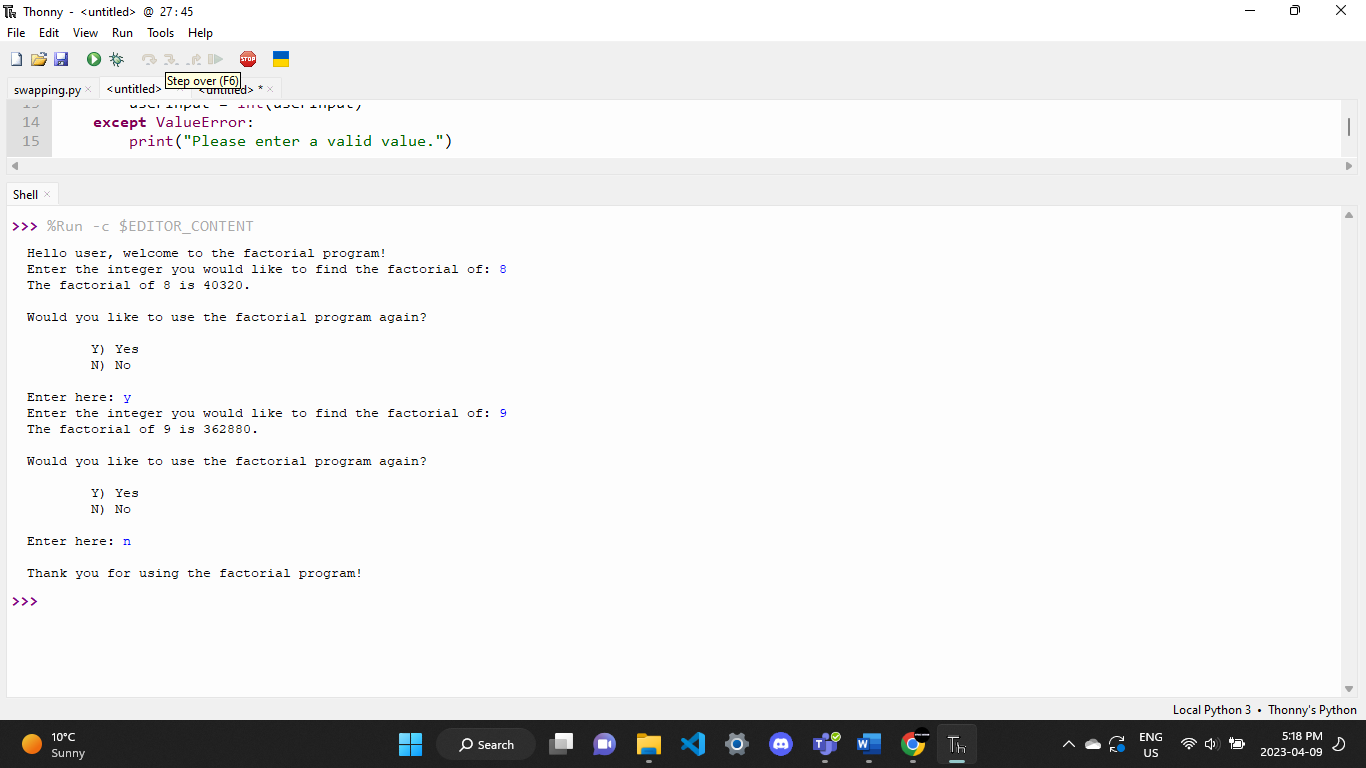 Thonny - <untitled> @ 27:45
File Edit View Run Tools Help
STOP
Step over (F6)
swapping.py × <untitled> <untitled> * ×
13 userInput = int(userInput)
14 except ValueError:
15 print("Please enter a valid value.")
Shell ×
>>> %Run -c $EDITOR_CONTENT
Hello user, welcome to the factorial program!
Enter the integer you would like to find the factorial of: 8
The factorial of 8 is 40320.
Would you like to use the factorial program again?
Y) Yes
N) No
Enter here: y
Enter the integer you would like to find the factorial of: 9
The factorial of 9 is 362880.
Would you like to use the factorial program again?
Y) Yes
N) No
Enter here: n
Thank you for using the factorial program!
>>>
Local Python 3 • Thonny's Python
10°C
Sunny
Search
ENG
US
5:18 PM
2023-04-09